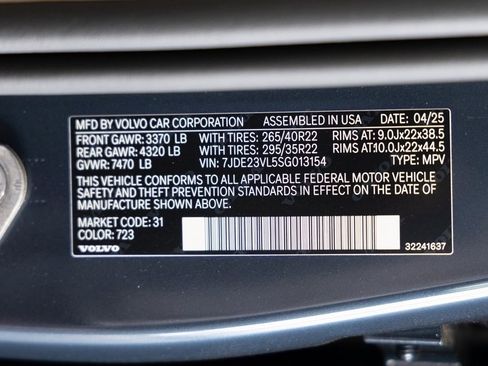 MFD BY VOLVO CAR CORPORATION ASSEMBLED IN USA DATE: 04/25
FRONT GAWR: 3370 LB WITH TIRES: 265/40R22 RIMS AT: 9.0Jx22x38.5
REAR GAWR: 4320 LB WITH TIRES: 295/35R22 RIMS AT:10.0Jx22x44.5
GVWR: 7470 LB VIN: 7JDE23VL5SG013154 TYPE: MPV
THIS VEHICLE CONFORMS TO ALL APPLICABLE FEDERAL MOTOR VEHICLE
SAFETY AND THEFT PREVENTION STANDARDS IN EFFECT ON THE DATE
OF MANUFACTURE SHOWN ABOVE.
MARKET CODE: 31
COLOR: 723
VOLVO 32241637